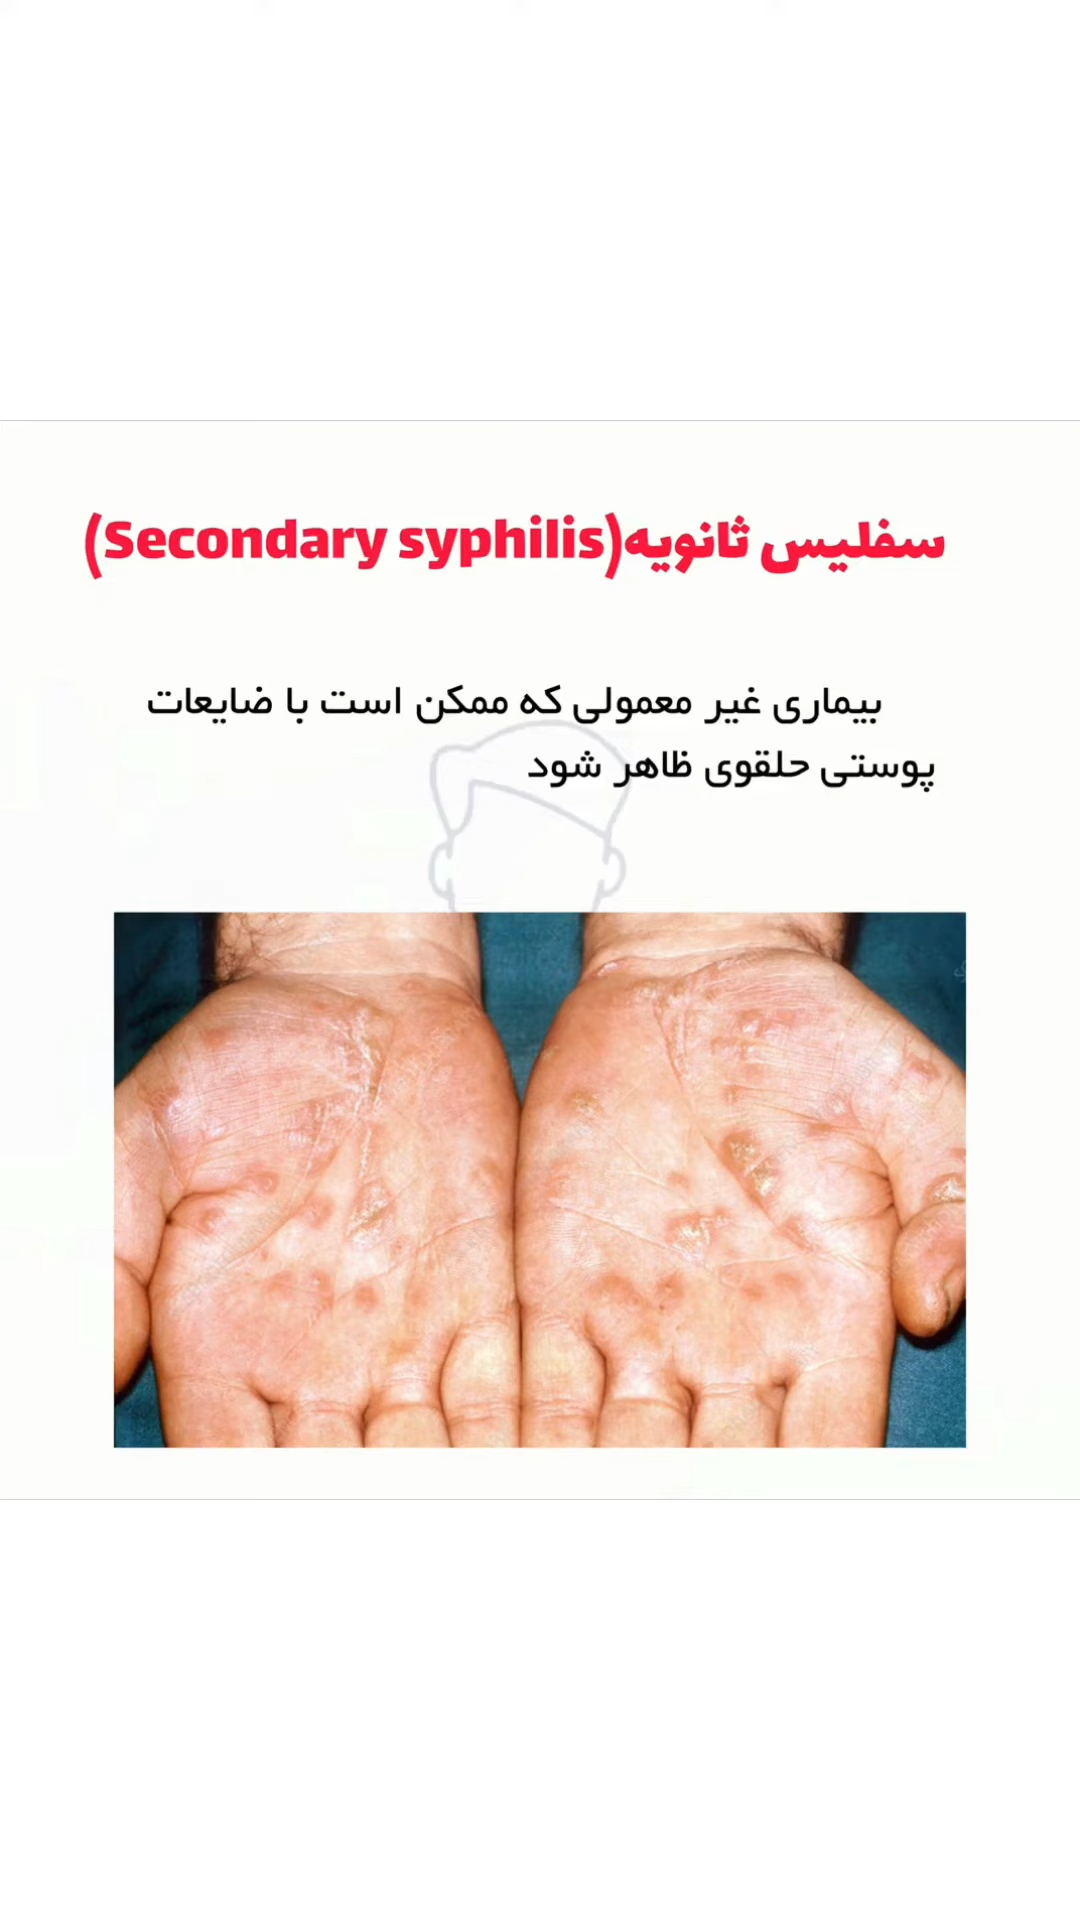 سفلیس ثانویه(Secondary syphilis)
بیماری غیر معمولی که ممکن است با ضایعات
پوستی حلقوی ظاهر شود